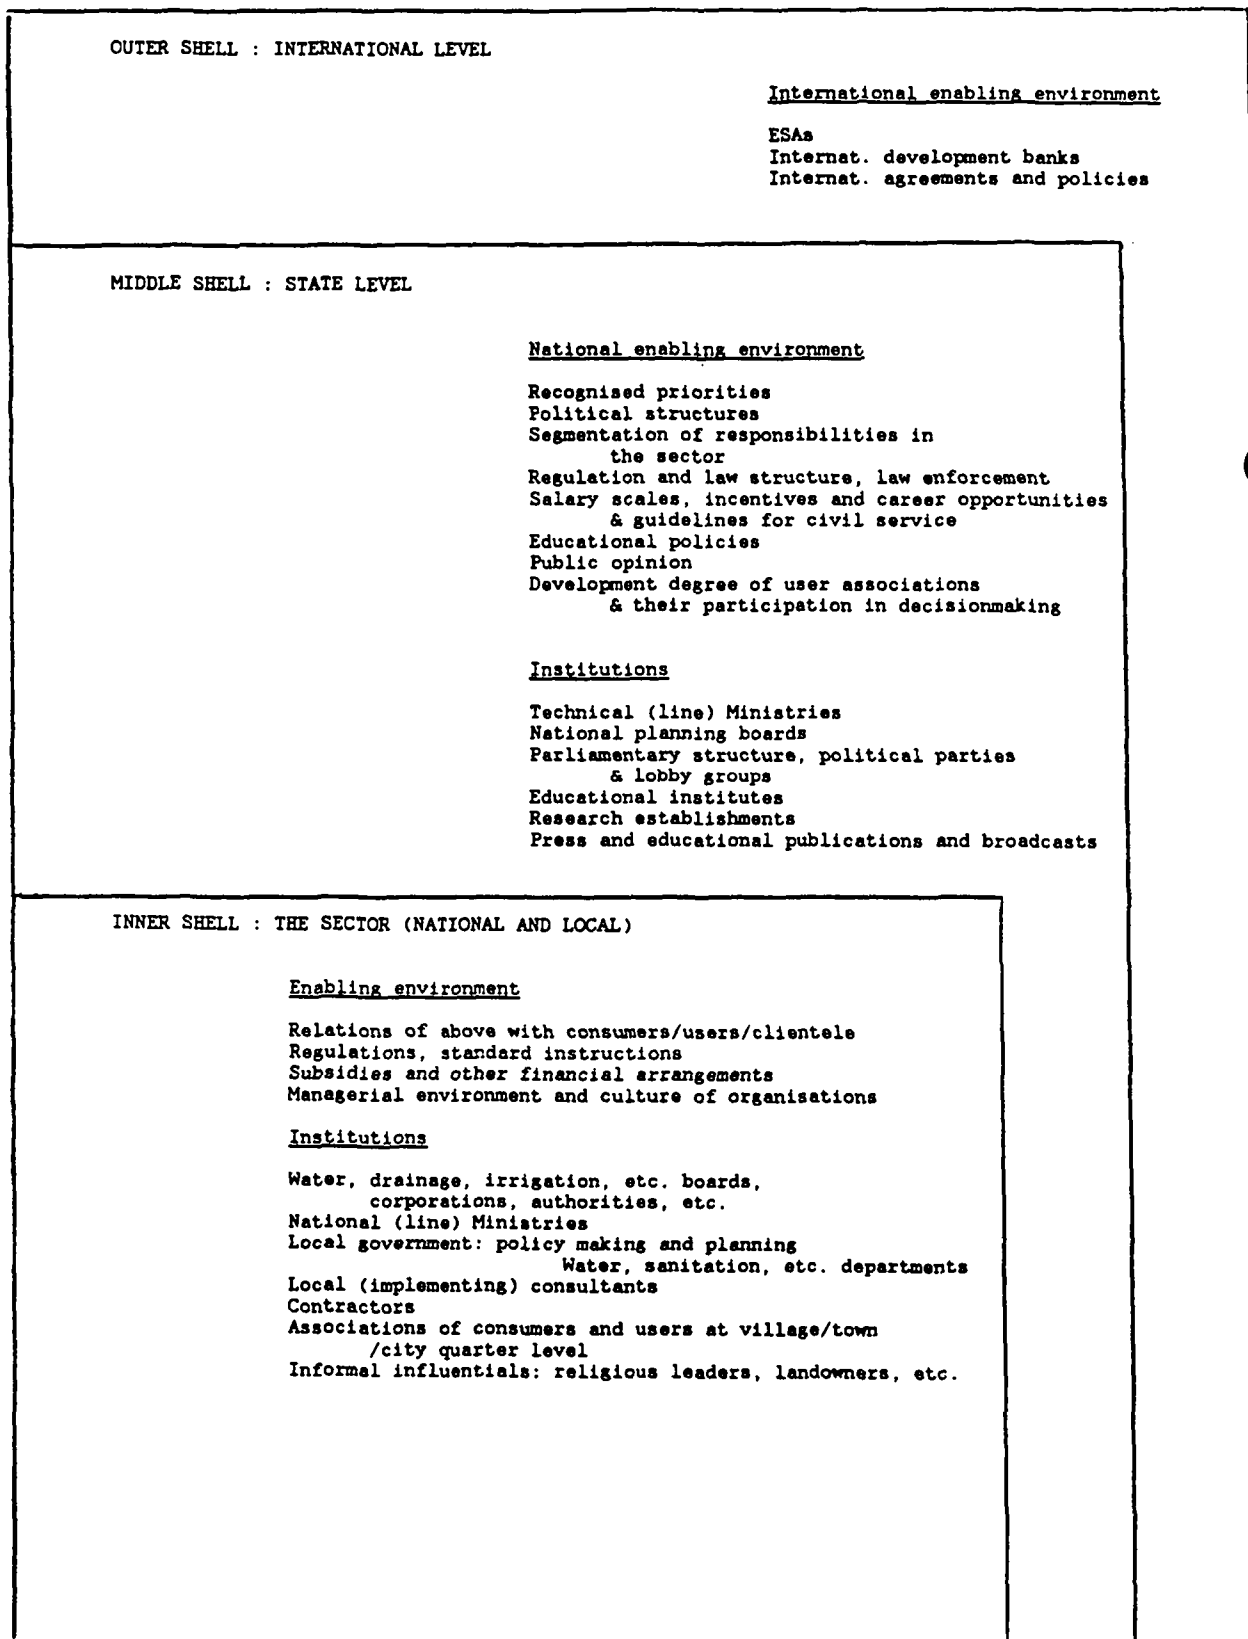 OUTER SHELL : INTERNATIONAL LEVEL
International enabling environment
ESAs
Internat. development banks
Internat. agreements and policies
MIDDLE SHELL : STATE LEVEL
National enabling environment
Recognised priorities
Political structures
Segmentation of responsibilities in
the sector
Regulation and law structure, law enforcement
Salary scales, incentives and career opportunities
& guidelines for civil service
Educational policies
Public opinion
Development degree of user associations
& their participation in decisionmaking
Institutions
Technical (line) Ministries
National planning boards
Parliamentary structure, political parties
& lobby groups
Educational institutes
Research establishments
Press and educational publications and broadcasts
INNER SHELL : THE SECTOR (NATIONAL AND LOCAL)
Enabling environment
Relations of above with consumers/users/clientele
Regulations, standard instructions
Subsidies and other financial arrangements
Managerial environment and culture of organisations
Institutions
Water, drainage, irrigation, etc. boards,
corporations, authorities, etc.
National (line) Ministries
Local government: policy making and planning
Water, sanitation, etc. departments
Local (implementing) consultants
Contractors
Associations of consumers and users at village/town
/city quarter level
Informal influentials: religious leaders, landowners, etc.